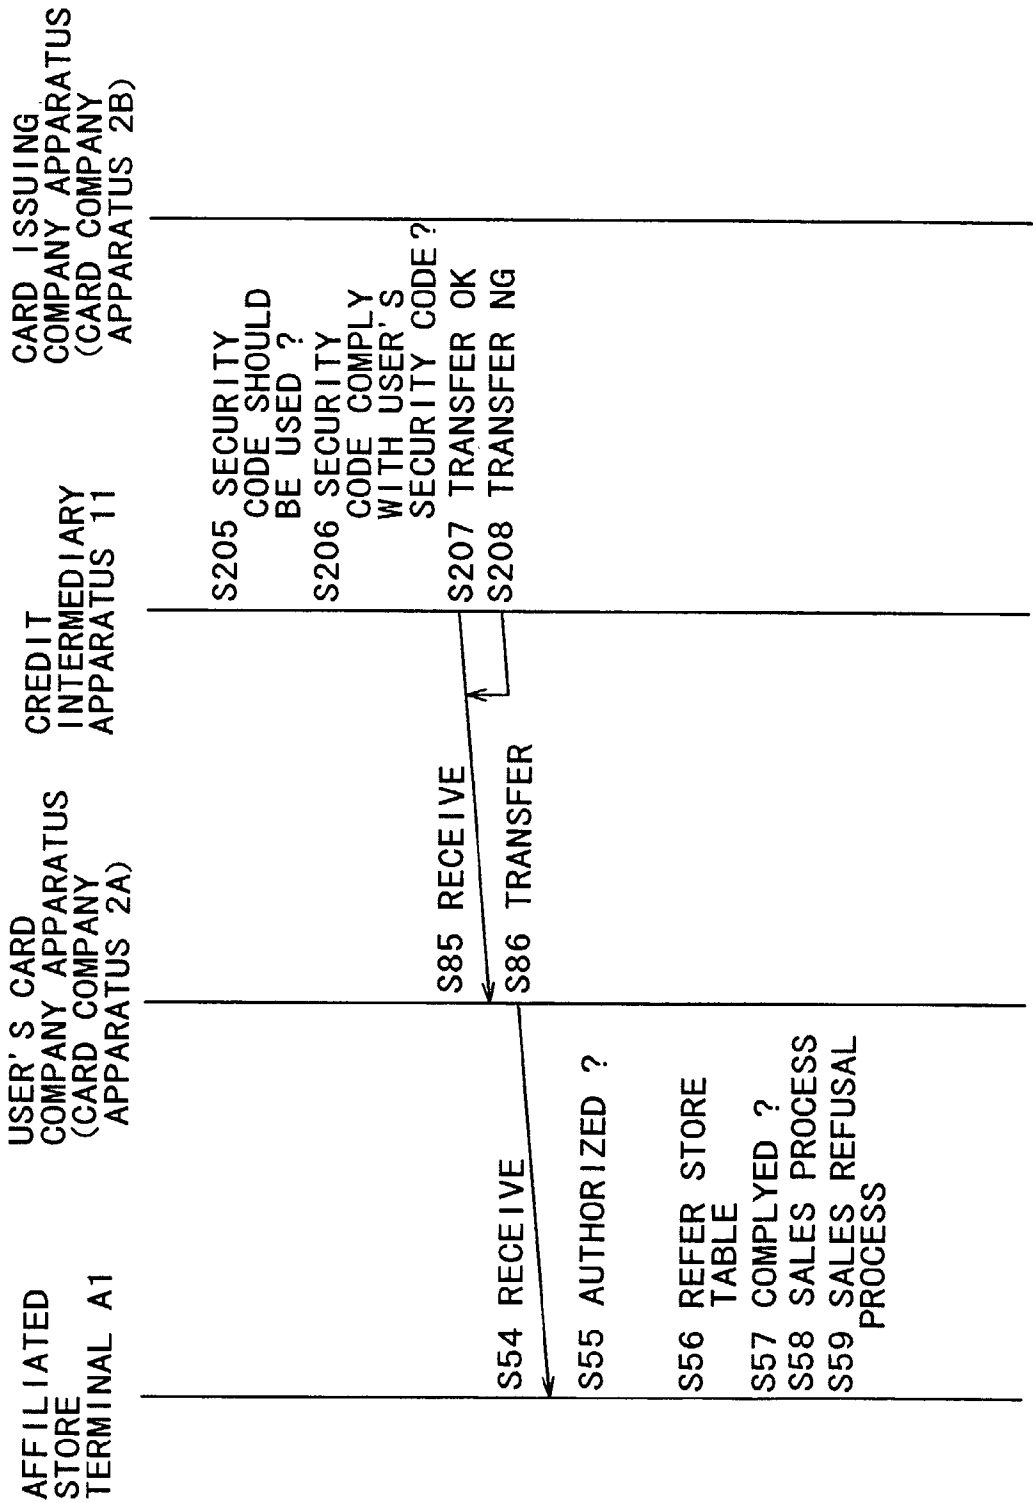 AFFILIATED
STORE
TERMINAL A1
USER'S CARD
COMPANY APPARATUS
(CARD COMPANY
APPARATUS 2A)
CREDIT
INTERMEDIARY
APPARATUS 11
CARD ISSUING
COMPANY APPARATUS
(CARD COMPANY
APPARATUS 2B)
S205 SECURITY
CODE SHOULD
BE USED ?
S206 SECURITY
CODE COMPLY
WITH USER'S
SECURITY CODE?
S207 TRANSFER OK
S208 TRANSFER NG
S85 RECEIVE
S86 TRANSFER
S54 RECEIVE
S55 AUTHORIZED ?
S56 REFER STORE
TABLE
S57 COMPLYED ?
S58 SALES PROCESS
S59 SALES REFUSAL
PROCESS